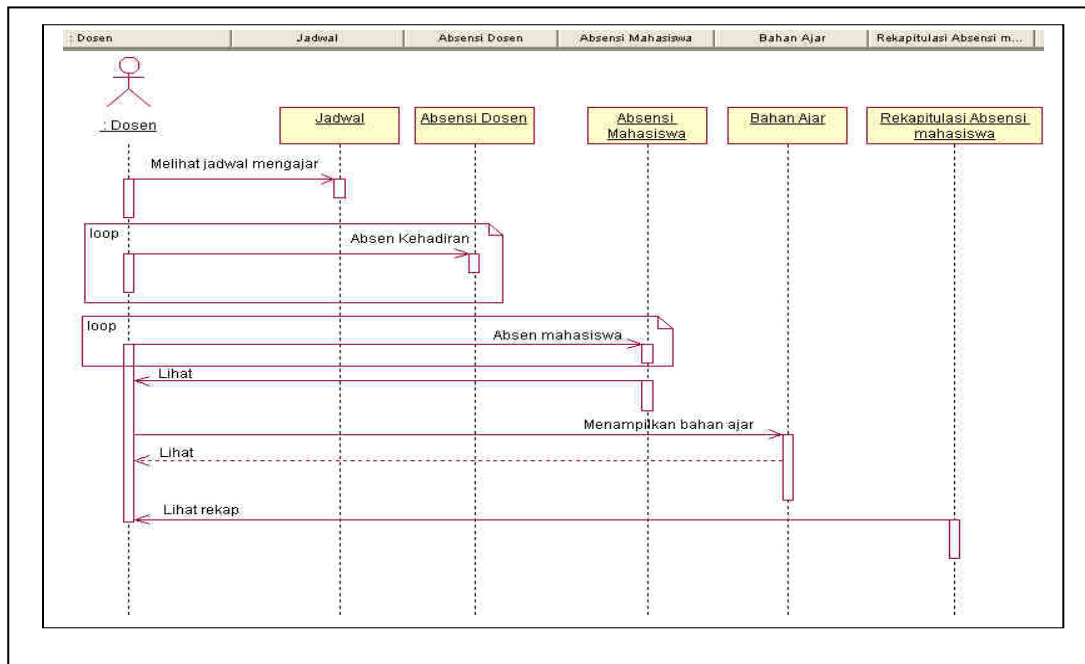 : Dosen
Jadwal
Absensi Dosen
Absensi Mahasiswa
Bahan Ajar
Rekapitulasi Absensi m...
: Dosen
Jadwal
Absensi Dosen
Absensi
Mahasiswa
Bahan Ajar
Rekapitulasi Absensi
mahasiswa
Melihat jadwal mengajar
loop
Absen Kehadiran
loop
Absen mahasiswa
Lihat
Menampilkan bahan ajar
Lihat
Lihat rekap